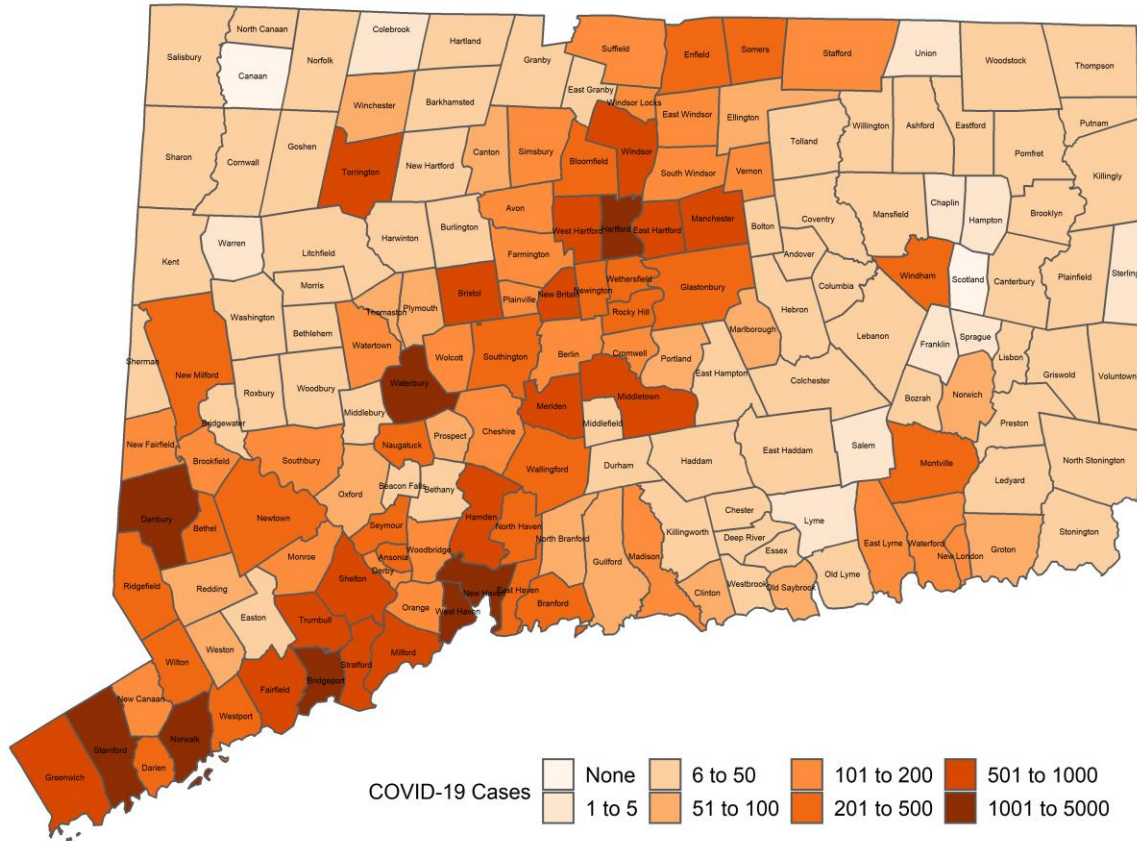 North Canaan
Colebrook
Hartland
Suffield
Enfield
Somers
Stafford
Union
Woodstock
Thompson
Salisbury
Canaan
Norfolk
Granby
East Granby
Winchester
Barkhamsted
Windsor Locks
East Windsor
Ellington
Willington
Ashford
Eastford
Putnam
Sharon
Cornwall
Goshen
Torrington
New Hartford
Canton
Simsbury
Bloomfield
Windsor
South Windsor
Vernon
Tolland
Pomfret
Killingly
Kent
Warren
Litchfield
Harwinton
Burlington
Avon
West Hartford
Hartford
East Hartford
Manchester
Bolton
Coventry
Mansfield
Chaplin
Hampton
Brooklyn
Farmington
Andover
Morris
Bristol
Plainville
New Britain
Newington
Wethersfield
Glastonbury
Columbia
Windham
Scotland
Canterbury
Plainfield
Sterling
Washington
Bethlehem
Thomaston
Plymouth
Rocky Hill
Hebron
Lebanon
Sherman
New Milford
Watertown
Wolcott
Southington
Berlin
Cromwell
Portland
Marlborough
Franklin
Sprague
Lisbon
Griswold
Voluntown
Roxbury
Woodbury
Waterbury
Middlebury
East Hampton
Colchester
Bozrah
Norwich
Preston
Bridgewater
Meriden
Middletown
Middlefield
New Fairfield
Brookfield
Southbury
Naugatuck
Prospect
Cheshire
Wallingford
Durham
Haddam
East Haddam
Salem
Montville
North Stonington
Danbury
Bethel
Newtown
Oxford
Beacon Falls
Bethany
Hamden
North Haven
Ledyard
Seymour
Woodbridge
North Branford
Guilford
Madison
Killingworth
Chester
Deep River
Essex
Lyme
East Lyme
Waterford
New London
Groton
Stonington
Ridgefield
Redding
Monroe
Ansonia
Derby
Shelton
Orange
New Haven
East Haven
West Haven
Branford
Clinton
Westbrook
Old Saybrook
Old Lyme
Easton
Weston
Trumbull
Stratford
Milford
Wilton
New Canaan
Fairfield
Bridgeport
Westport
Norwalk
Darien
Stamford
Greenwich
COVID-19 Cases
None
1 to 5
6 to 50
51 to 100
101 to 200
201 to 500
501 to 1000
1001 to 5000